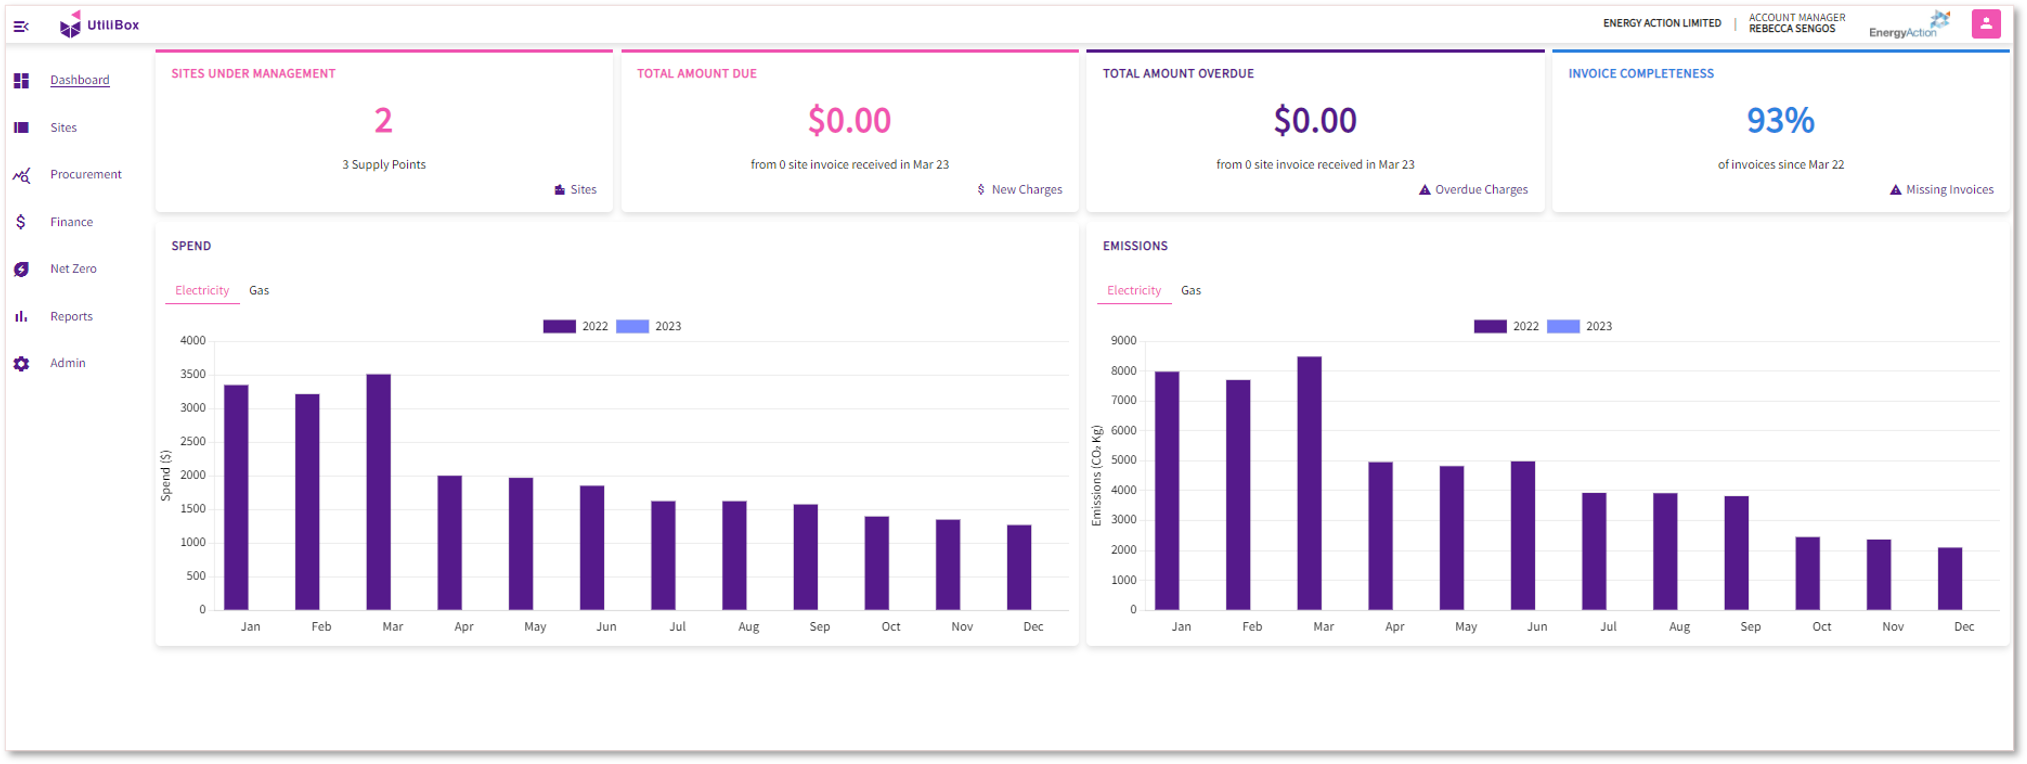 UtiliBox
ENERGY ACTION LIMITED | ACCOUNT MANAGER
REBECCA SENGOS
EnergyAction
Dashboard
Sites
Procurement
Finance
Net Zero
Reports
Admin
SITES UNDER MANAGEMENT
2
3 Supply Points
Sites
TOTAL AMOUNT DUE
$0.00
from 0 site invoice received in Mar 23
$ New Charges
TOTAL AMOUNT OVERDUE
$0.00
from 0 site invoice received in Mar 23
Overdue Charges
INVOICE COMPLETENESS
93%
of invoices since Mar 22
Missing Invoices
SPEND
Electricity Gas
2022 2023
Spend ($)
4000
3500
3000
2500
2000
1500
1000
500
0
Jan Feb Mar Apr May Jun Jul Aug Sep Oct Nov Dec
EMISSIONS
Electricity Gas
2022 2023
Emissions (CO₂ Kg)
9000
8000
7000
6000
5000
4000
3000
2000
1000
0
Jan Feb Mar Apr May Jun Jul Aug Sep Oct Nov Dec